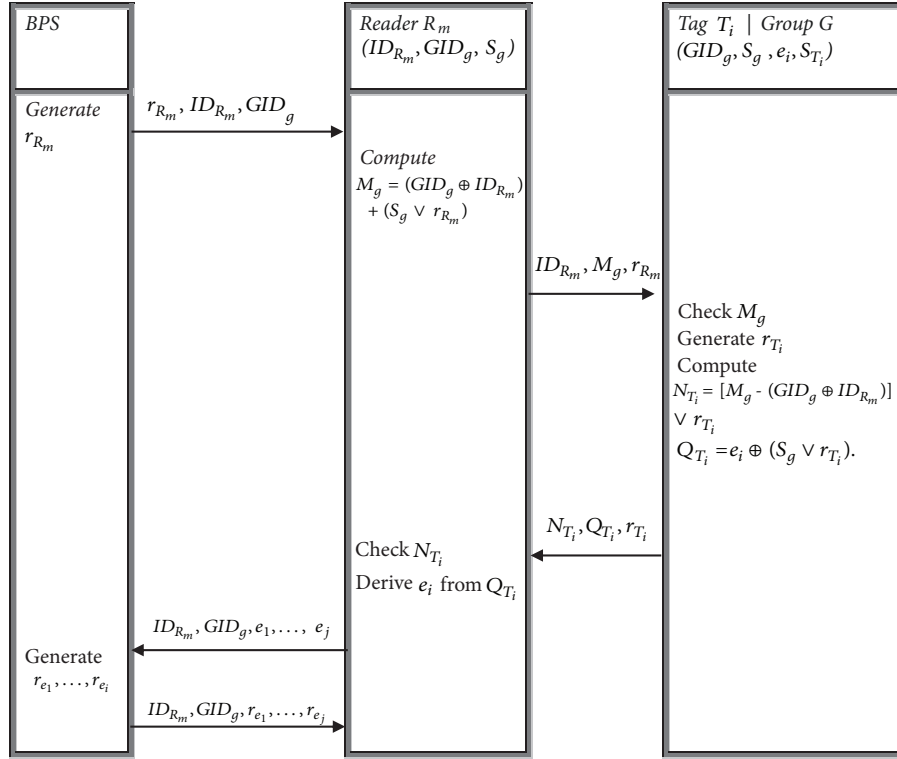 BPS
Reader R_m
(ID_{R_m}, GID_g, S_g)
Tag T_i | Group G
(GID_g, S_g, e_i, S_{T_i})
Generate
r_{R_m}
r_{R_m}, ID_{R_m}, GID_g
Compute
M_g = (GID_g ⊕ ID_{R_m})
+ (S_g ∨ r_{R_m})
ID_{R_m}, M_g, r_{R_m}
Check M_g
Generate r_{T_i}
Compute
N_{T_i} = [M_g - (GID_g ⊕ ID_{R_m})]
∨ r_{T_i}
Q_{T_i} = e_i ⊕ (S_g ∨ r_{T_i}).
N_{T_i}, Q_{T_i}, r_{T_i}
Check N_{T_i}
Derive e_i from Q_{T_i}
ID_{R_m}, GID_g, e_1, ..., e_j
Generate
r_{e_1}, ..., r_{e_i}
ID_{R_m}, GID_g, r_{e_1}, ..., r_{e_j}